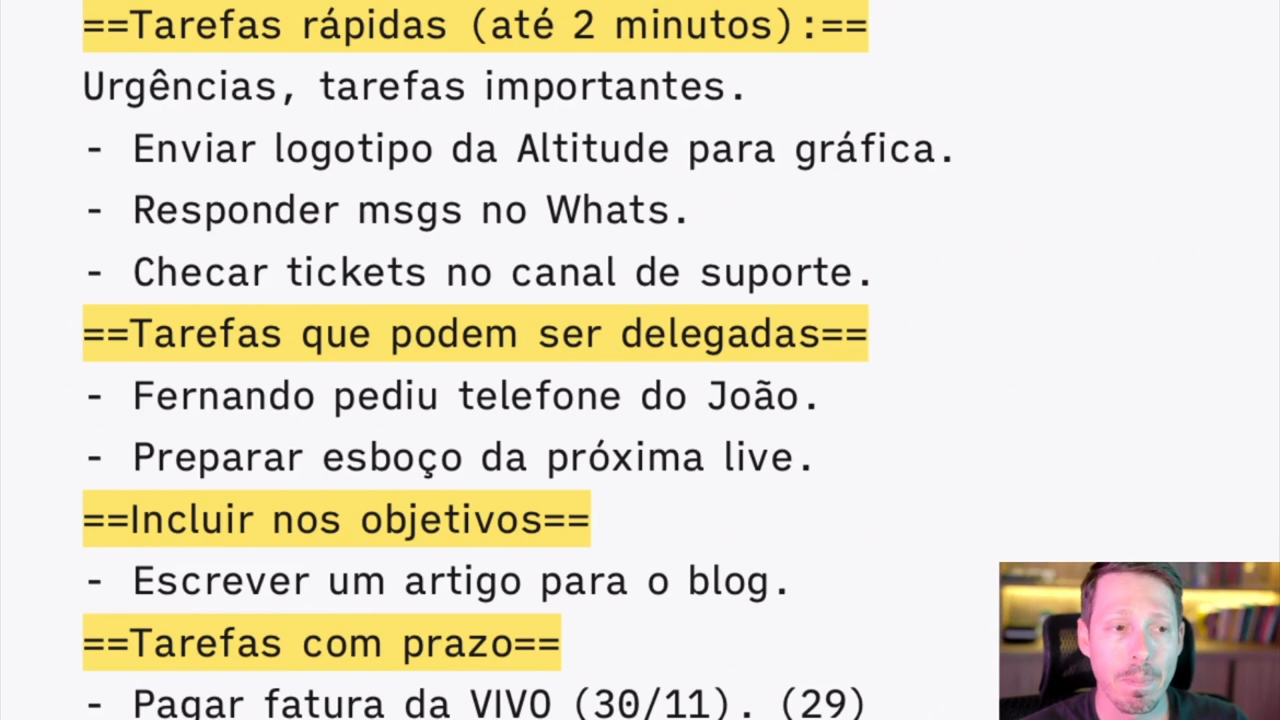 ==Tarefas rápidas (até 2 minutos):==
Urgências, tarefas importantes.
- Enviar logotipo da Altitude para gráfica.
- Responder msgs no Whats.
- Checar tickets no canal de suporte.
==Tarefas que podem ser delegadas==
- Fernando pediu telefone do João.
- Preparar esboço da próxima live.
==Incluir nos objetivos==
- Escrever um artigo para o blog.
==Tarefas com prazo==
- Pagar fatura da VIVO (30/11). (29)